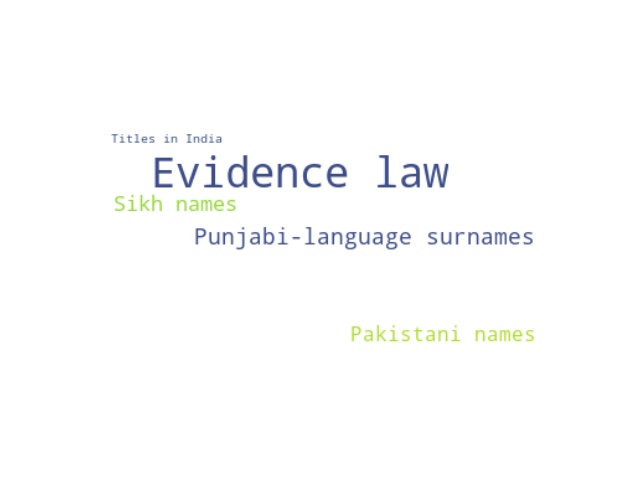 Titles in India
Evidence law
Sikh names
Punjabi-language surnames
Pakistani names